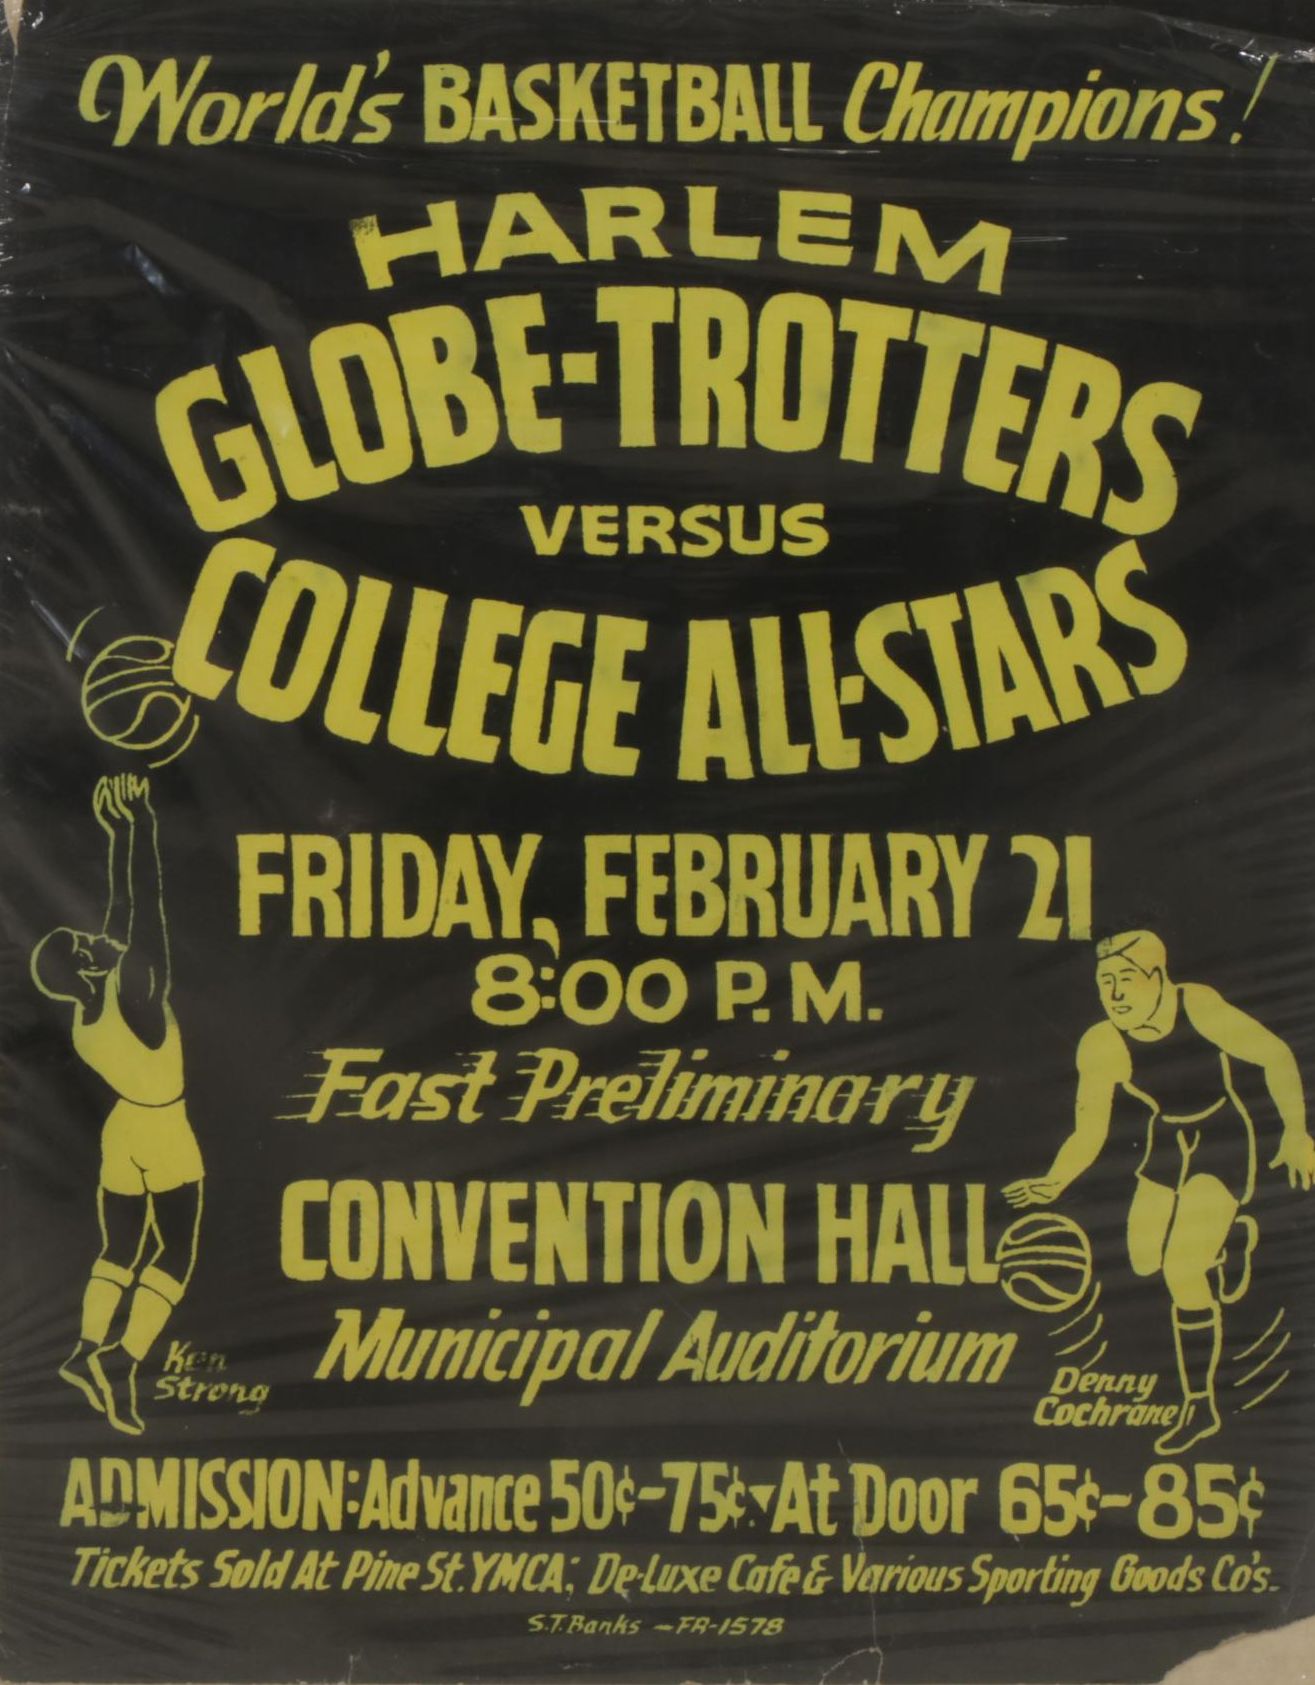 World's BASKETBALL Champions!
HARLEM
GLOBE-TROTTERS
VERSUS
COLLEGE ALL-STARS
FRIDAY, FEBRUARY 21
8:00 P.M.
Fast Preliminary
CONVENTION HALL
Municipal Auditorium
Ken
Strong
Denny
Cochrane
ADMISSION: Advance 50¢-75¢ - At Door 65¢-85¢
Tickets Sold At Pine St. YMCA; De-Luxe Cafe & Various Sporting Goods Co's.
S.T. Banks - FR-1578